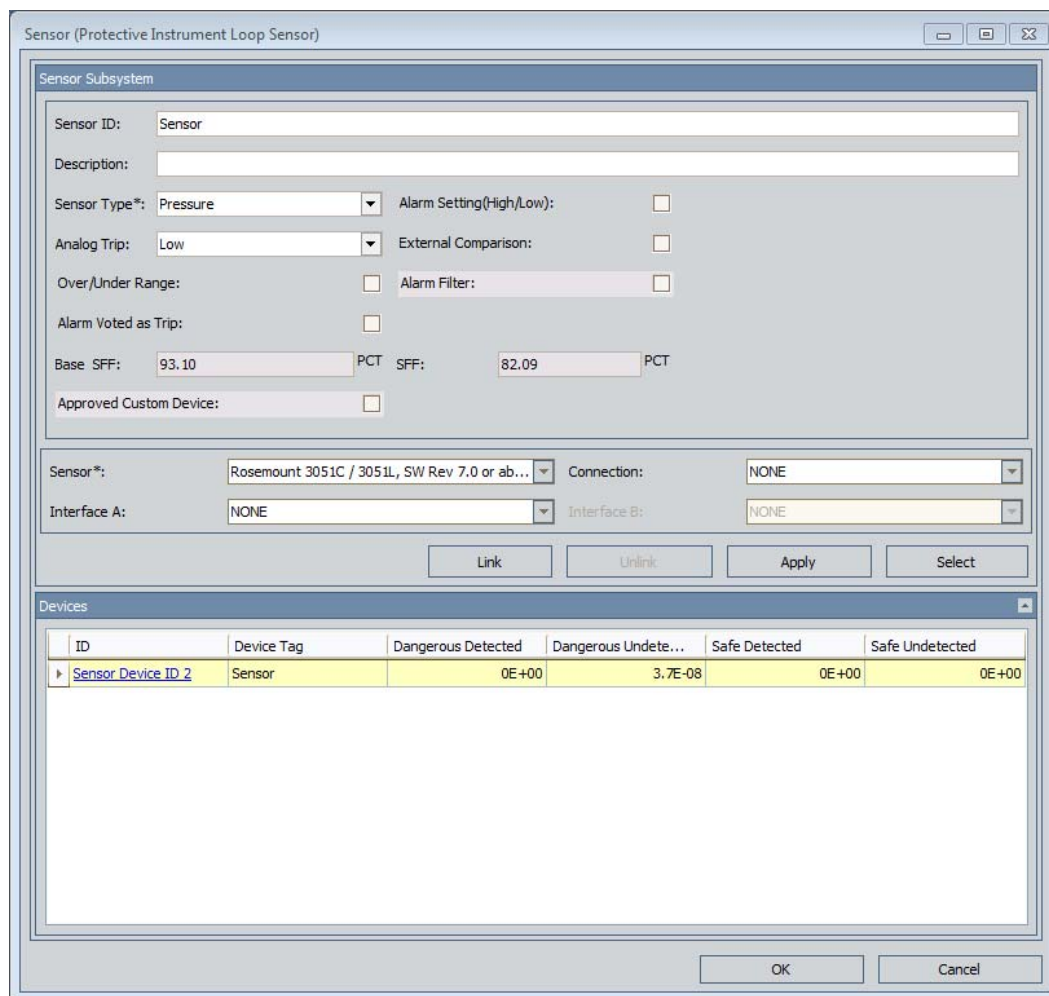 Sensor (Protective Instrument Loop Sensor)
Sensor Subsystem
Sensor ID: Sensor
Description:
Sensor Type*: Pressure Alarm Setting(High/Low):
Analog Trip: Low External Comparison:
Over/Under Range: Alarm Filter:
Alarm Voted as Trip:
Base SFF: 93.10 PCT SFF: 82.09 PCT
Approved Custom Device:
Sensor*: Rosemount 3051C / 3051L, SW Rev 7.0 or ab... Connection: NONE
Interface A: NONE Interface B: NONE
Link Unlink Apply Select
Devices
ID Device Tag Dangerous Detected Dangerous Undete... Safe Detected Safe Undetected
Sensor Device ID 2 Sensor 0E+00 3.7E-08 0E+00 0E+00
OK Cancel